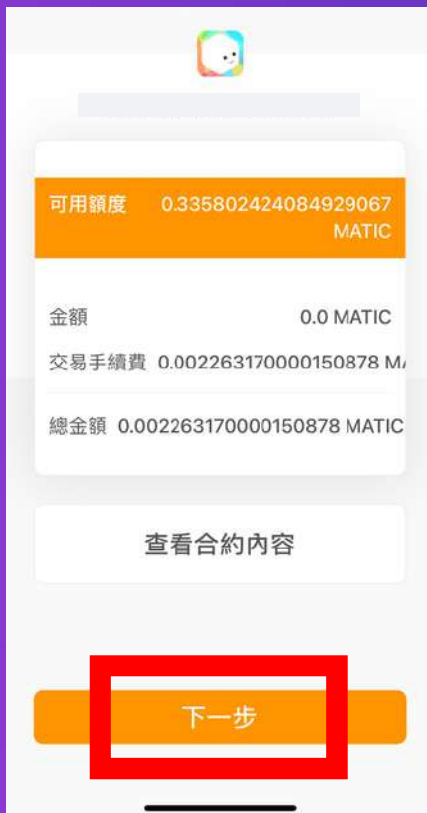 可用額度 0.335802424084929067
MATIC
金額 0.0 MATIC
交易手續費 0.002263170000150878 M
總金額 0.002263170000150878 MATIC
查看合約內容
下一步